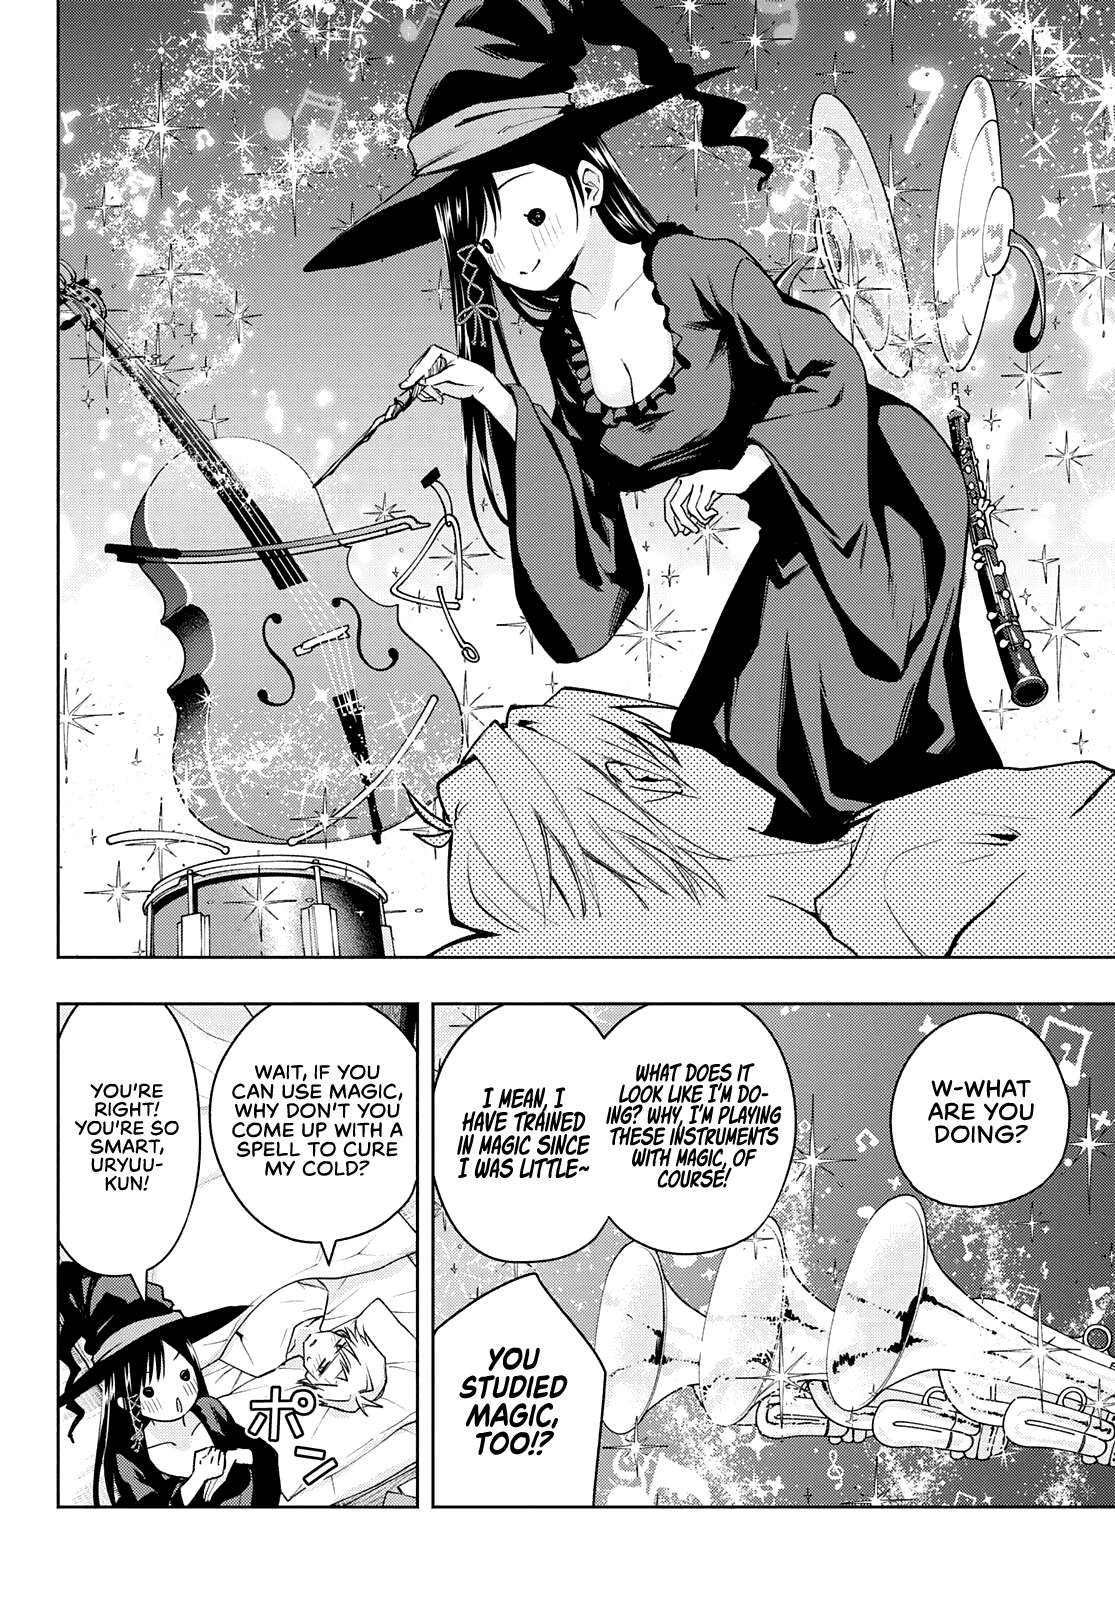 W-WHAT
ARE YOU
DOING?
WHAT DOES IT
LOOK LIKE I'M DO-
ING? WHY, I'M PLAYING
THESE INSTRUMENTS
WITH MAGIC, OF
COURSE!
I MEAN, I
HAVE TRAINED
IN MAGIC SINCE
I WAS LITTLE~
YOU
STUDIED
MAGIC,
TOO!?
WAIT, IF YOU
CAN USE MAGIC,
WHY DON'T YOU
COME UP WITH A
SPELL TO CURE
MY COLD?
YOU'RE
RIGHT!
YOU'RE SO
SMART,
URYUU-
KUN!
ポン